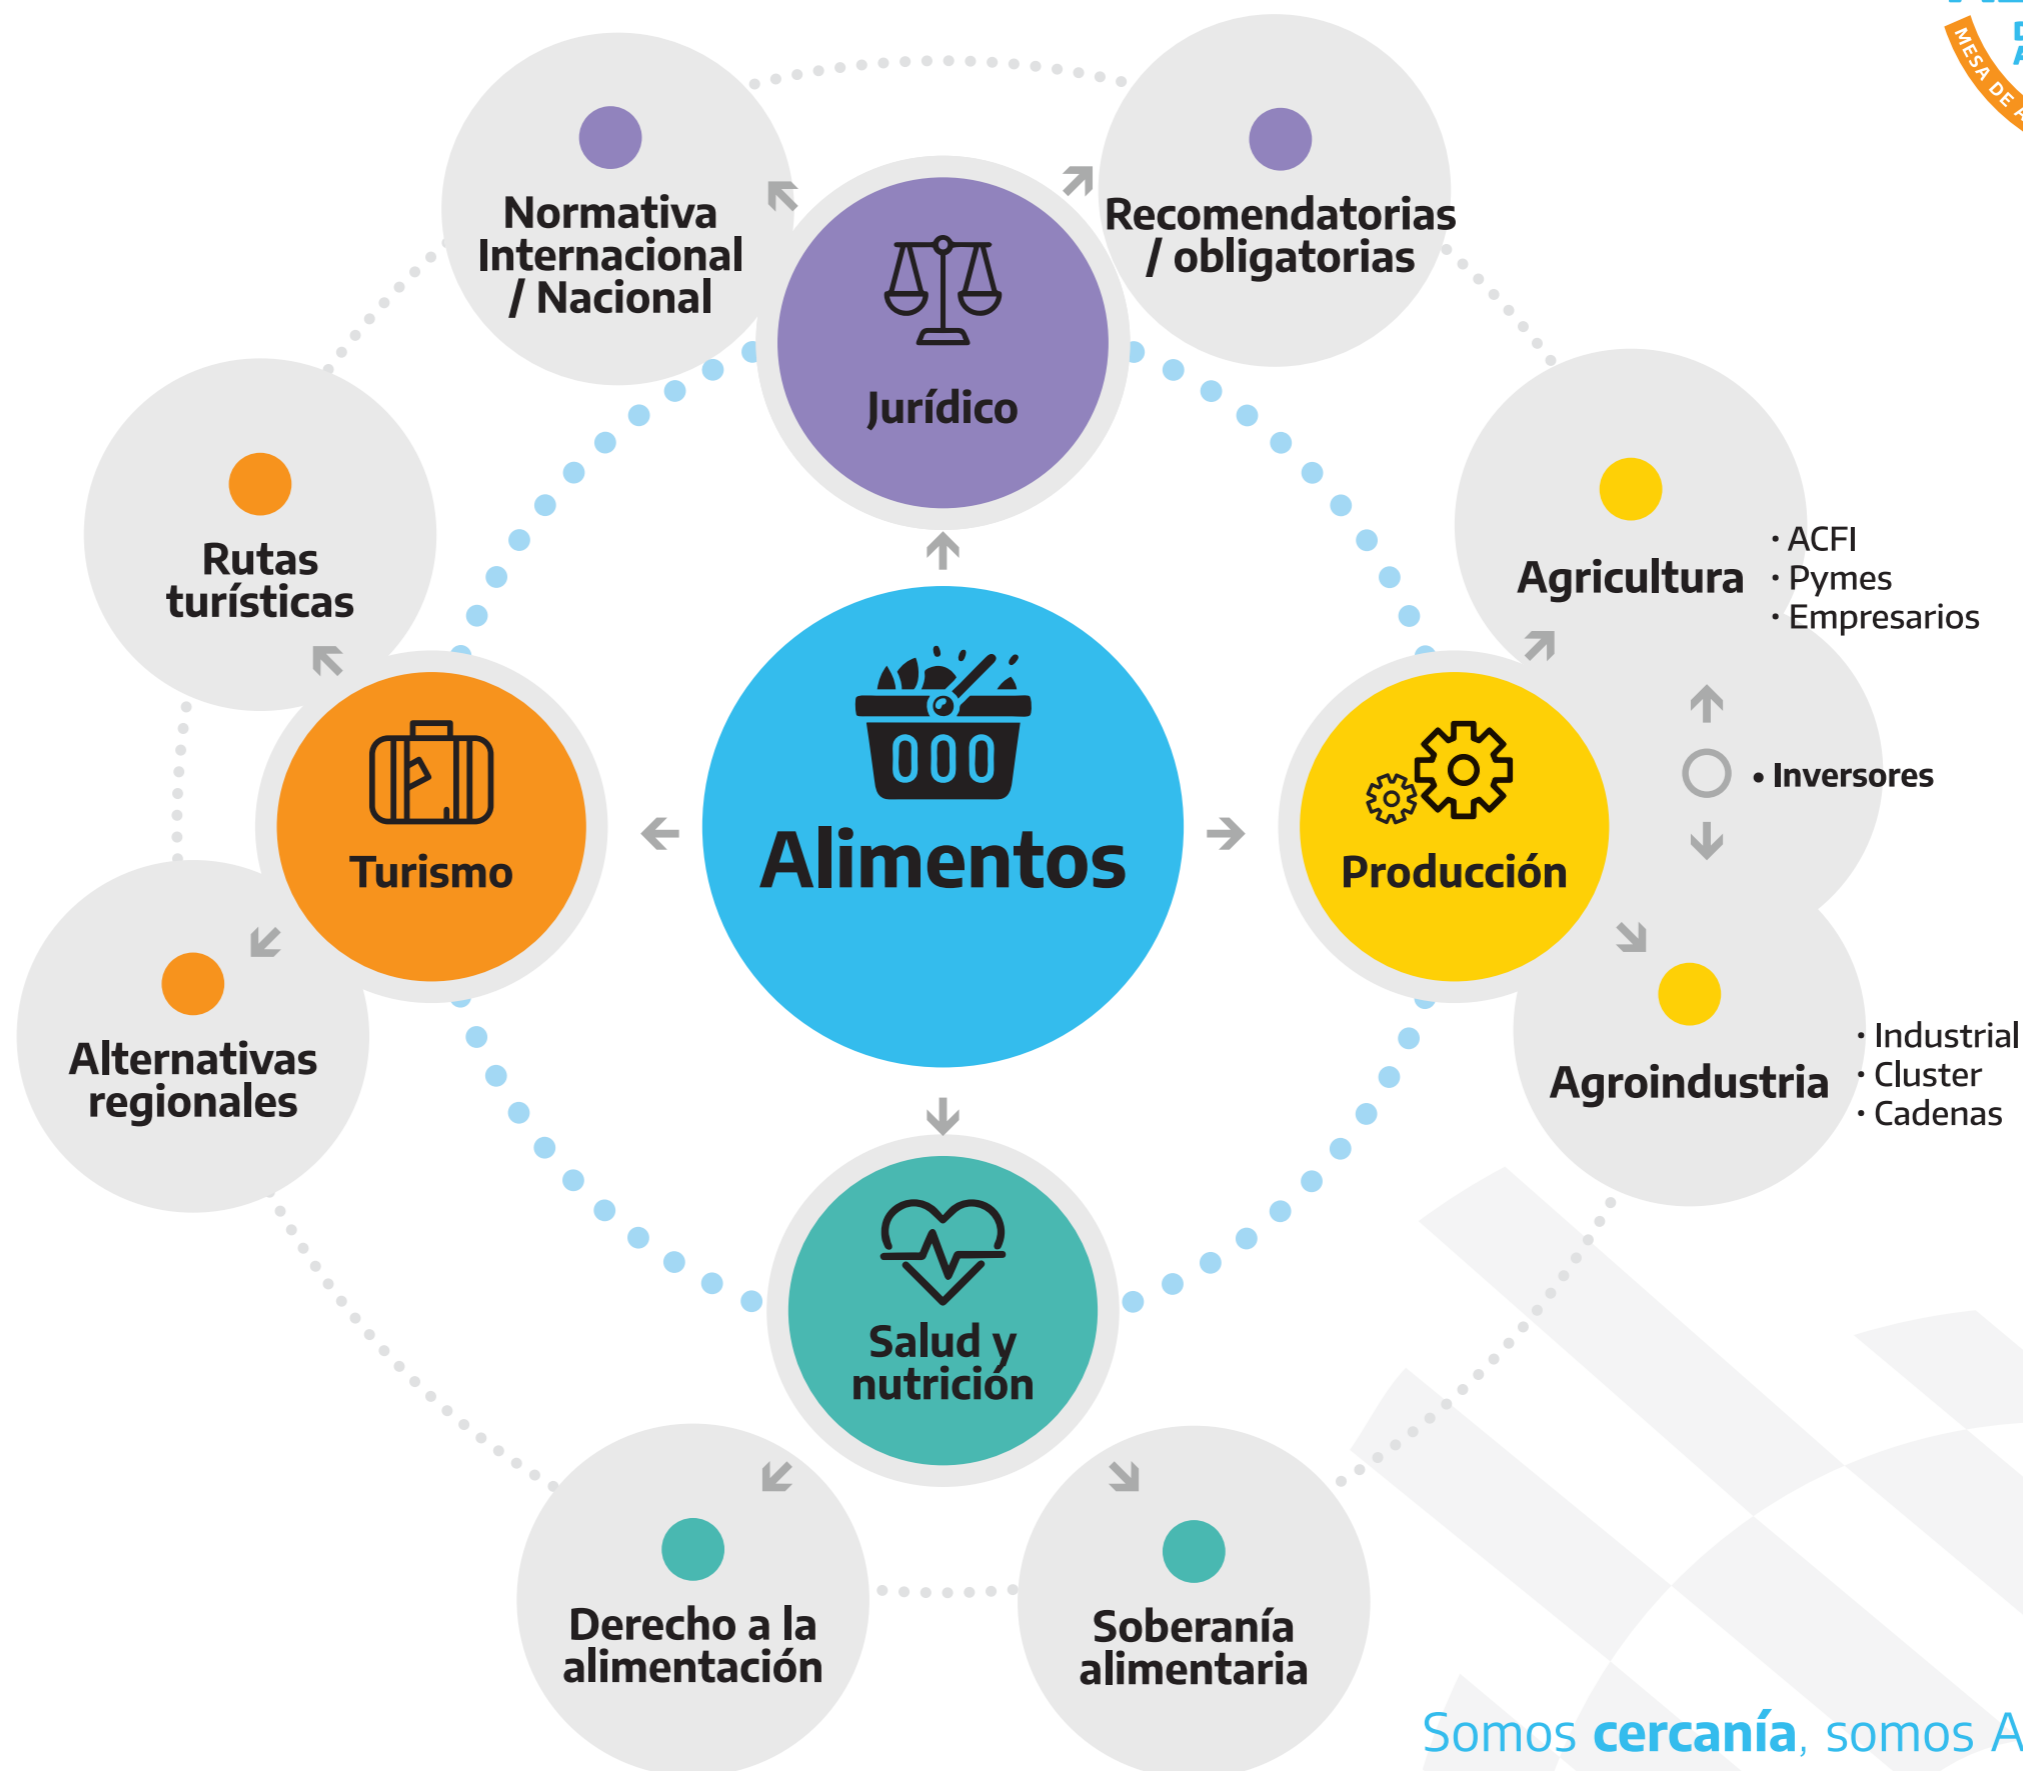 MESA DE
Normativa
Internacional
/ Nacional
Recomendatorias
/ obligatorias
Jurídico
Rutas
turísticas
Agricultura
· ACFI
· Pymes
· Empresarios
Turismo
Alimentos
Producción
• Inversores
Alternativas
regionales
Agroindustria
· Industrial
· Cluster
· Cadenas
Salud y
nutrición
Derecho a la
alimentación
Soberanía
alimentaria
Somos cercanía, somos A